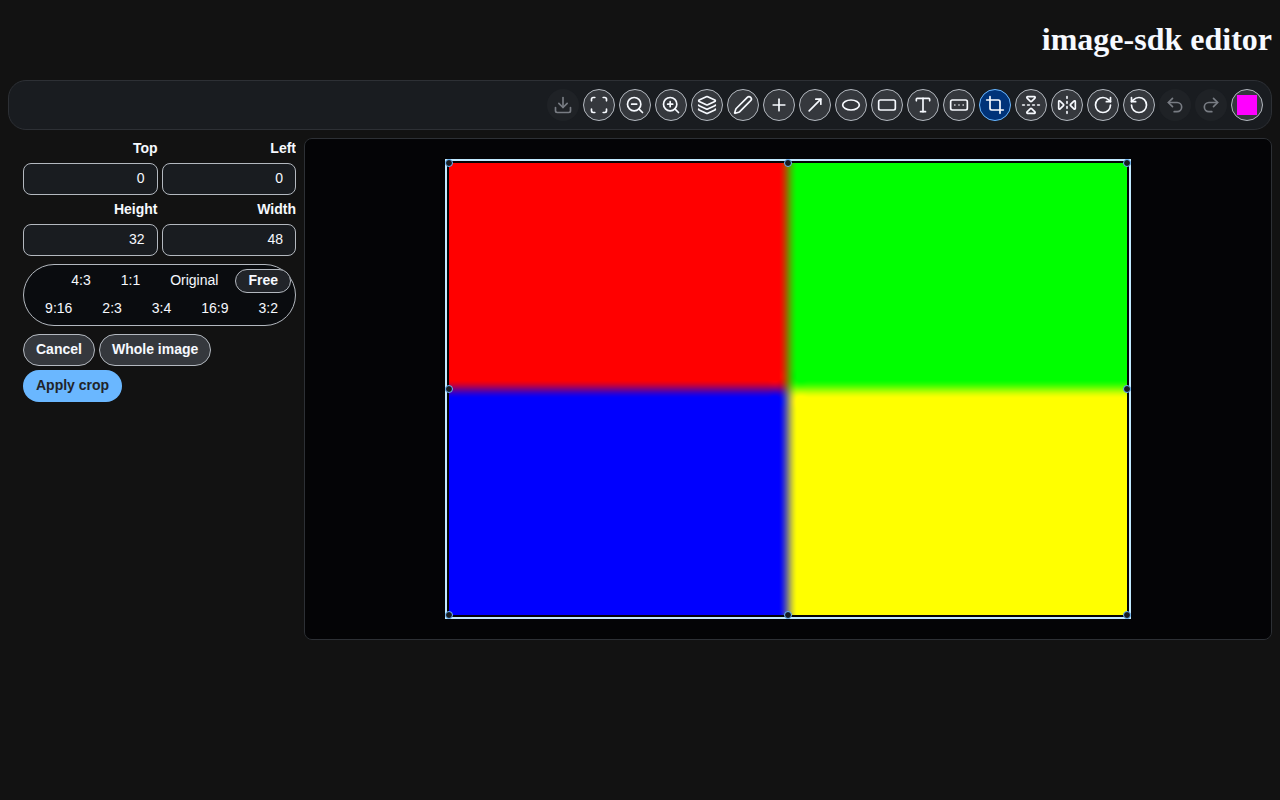 image-sdk editor
Top Left
0 0
Height Width
32 48
4:3 1:1 Original Free
9:16 2:3 3:4 16:9 3:2
Cancel Whole image
Apply crop